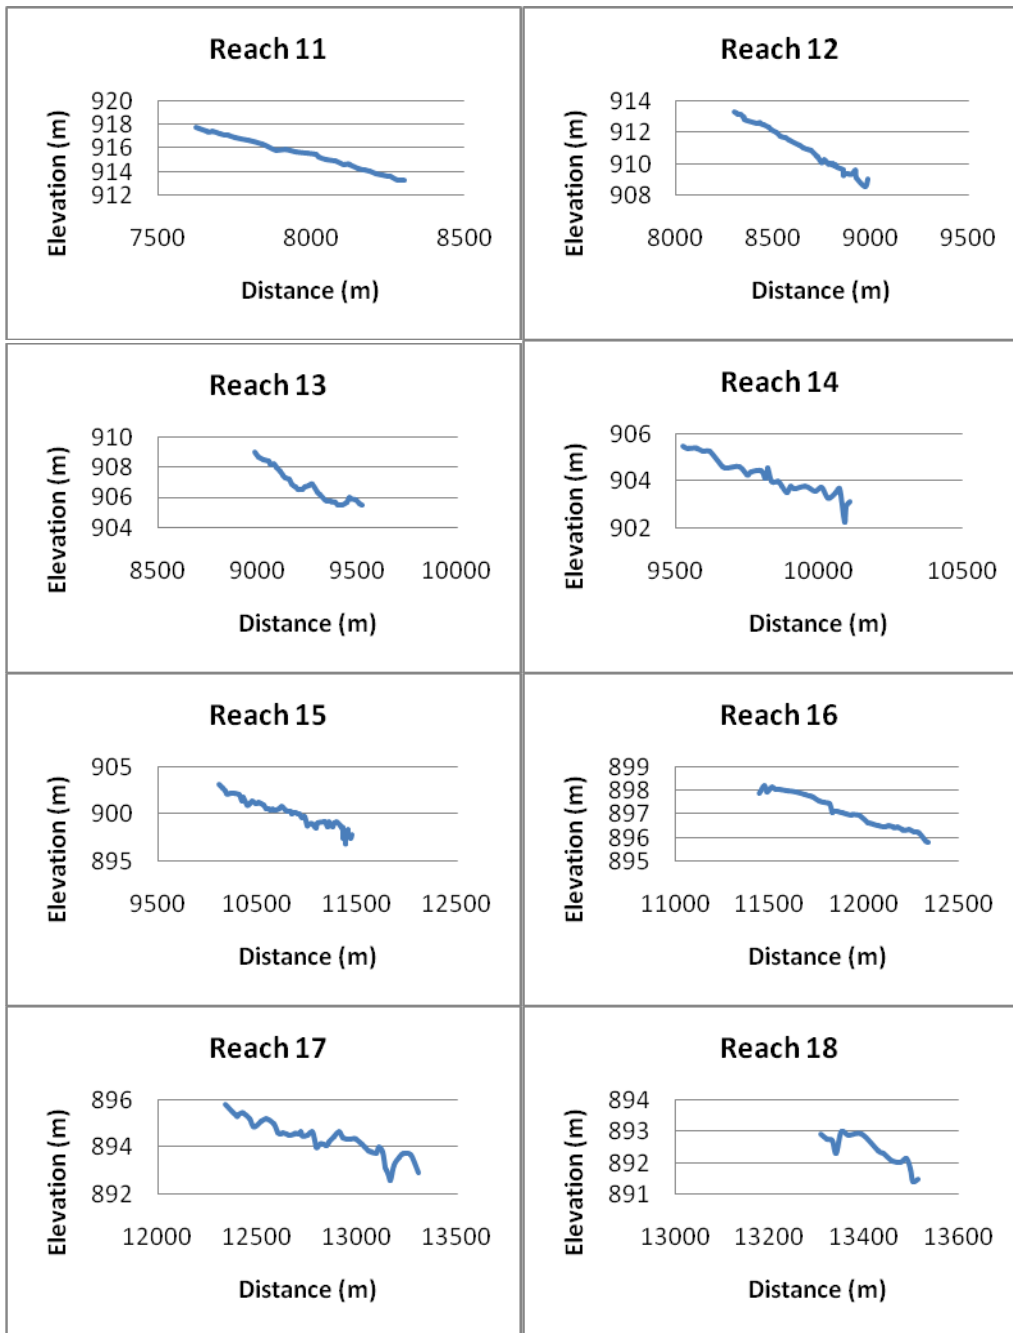 Reach 11
Elevation (m)
920
918
916
914
912
7500 8000 8500
Distance (m)
Reach 12
Elevation (m)
914
912
910
908
8000 8500 9000 9500
Distance (m)
Reach 13
Elevation (m)
910
908
906
904
8500 9000 9500 10000
Distance (m)
Reach 14
Elevation (m)
906
904
902
9500 10000 10500
Distance (m)
Reach 15
Elevation (m)
905
900
895
9500 10500 11500 12500
Distance (m)
Reach 16
Elevation (m)
899
898
897
896
895
11000 11500 12000 12500
Distance (m)
Reach 17
Elevation (m)
896
894
892
12000 12500 13000 13500
Distance (m)
Reach 18
Elevation (m)
894
893
892
891
13000 13200 13400 13600
Distance (m)